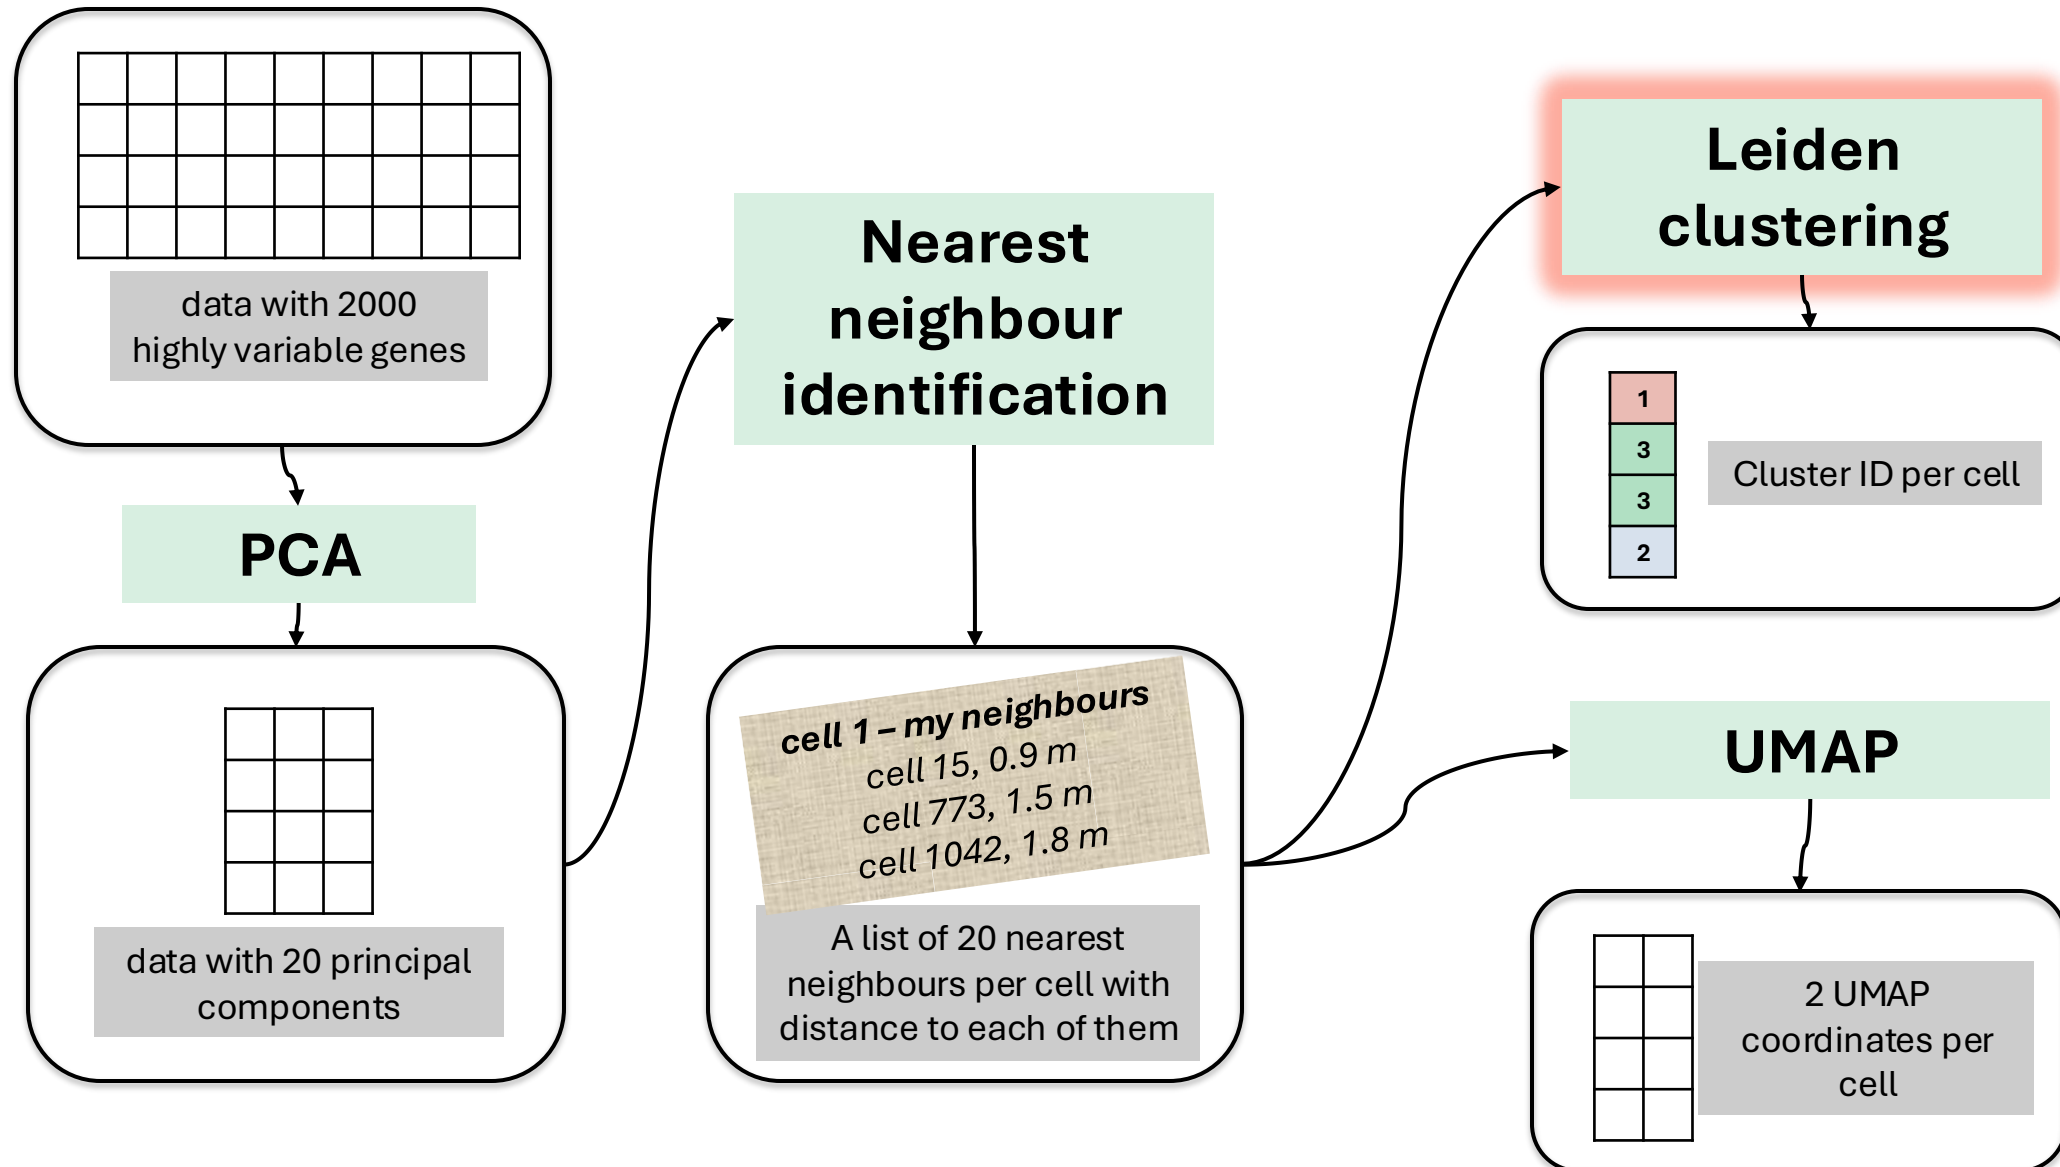 data with 2000
highly variable genes
PCA
data with 20 principal
components
Nearest
neighbour
identification
cell 1 – my neighbours
cell 15, 0.9 m
cell 773, 1.5 m
cell 1042, 1.8 m
A list of 20 nearest
neighbours per cell with
distance to each of them
Leiden
clustering
1
3
3
2
Cluster ID per cell
UMAP
2 UMAP
coordinates per
cell